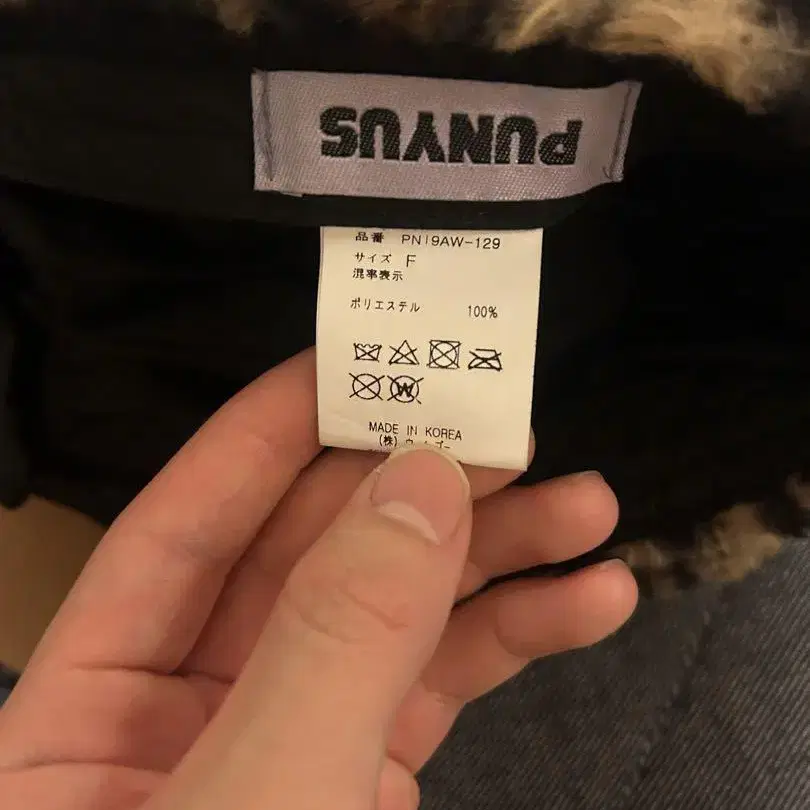 PUNYUS
品番 PN19AW-129
サイズ F
混率表示
ポリエステル 100%
MADE IN KOREA
(株)